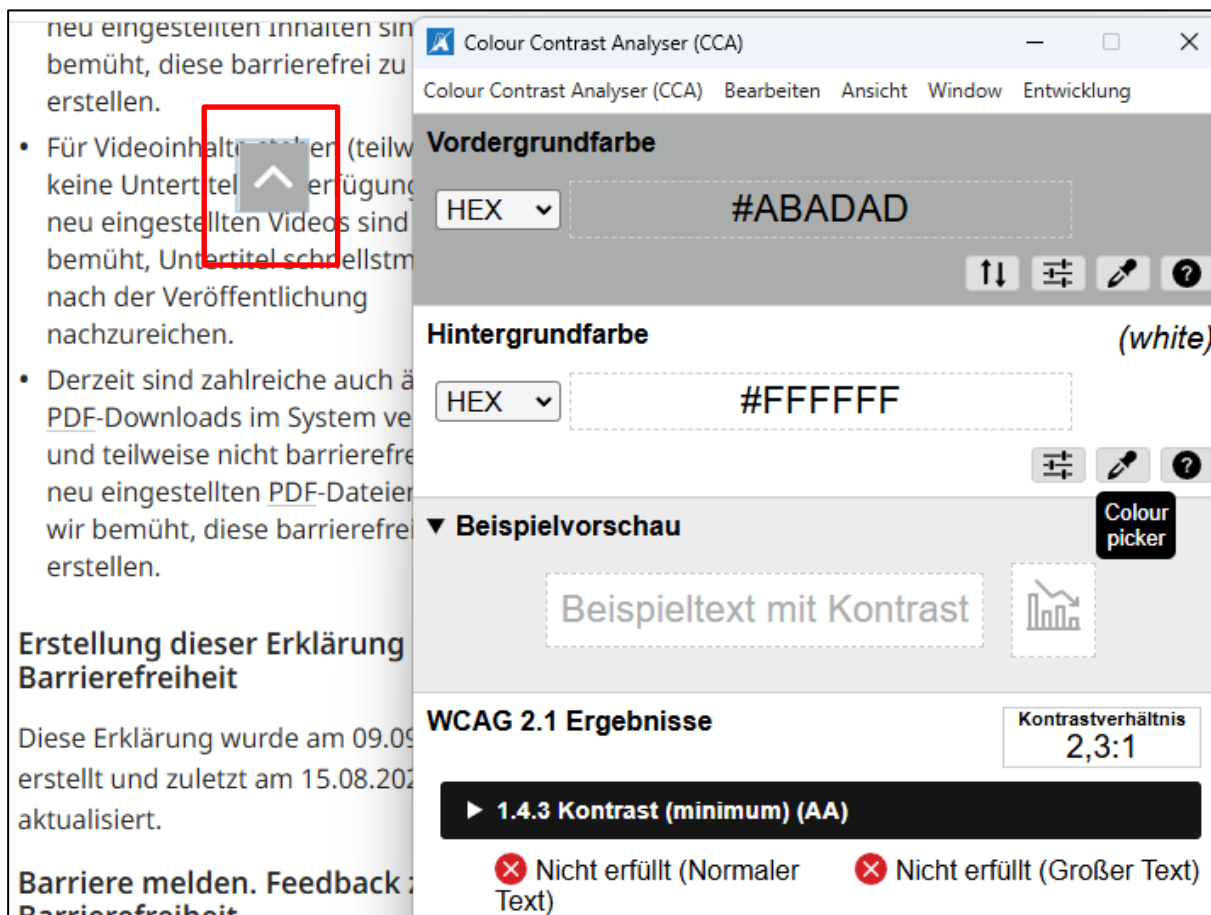 neu eingestellten Inhalten sin
bemüht, diese barrierefrei zu
erstellen.
• Für Videoinhalte stehen (teilw
keine Untertitel erfügung
neu eingestellten Videos sind
bemüht, Untertitel schnellstm
nach der Veröffentlichung
nachzureichen.
• Derzeit sind zahlreiche auch ä
PDF-Downloads im System ve
und teilweise nicht barrierefre
neu eingestellten PDF-Dateien
wir bemüht, diese barrierefrei
erstellen.
Erstellung dieser Erklärung
Barrierefreiheit
Diese Erklärung wurde am 09.09
erstellt und zuletzt am 15.08.202
aktualisiert.
Barriere melden. Feedback z
Barrierefreiheit
Colour Contrast Analyser (CCA)
Colour Contrast Analyser (CCA) Bearbeiten Ansicht Window Entwicklung
Vordergrundfarbe
HEX #ABADAD
Hintergrundfarbe (white)
HEX #FFFFFF
Colour
picker
▼ Beispielvorschau
Beispieltext mit Kontrast
WCAG 2.1 Ergebnisse
Kontrastverhältnis
2,3:1
▶ 1.4.3 Kontrast (minimum) (AA)
Nicht erfüllt (Normaler
Text)
Nicht erfüllt (Großer Text)